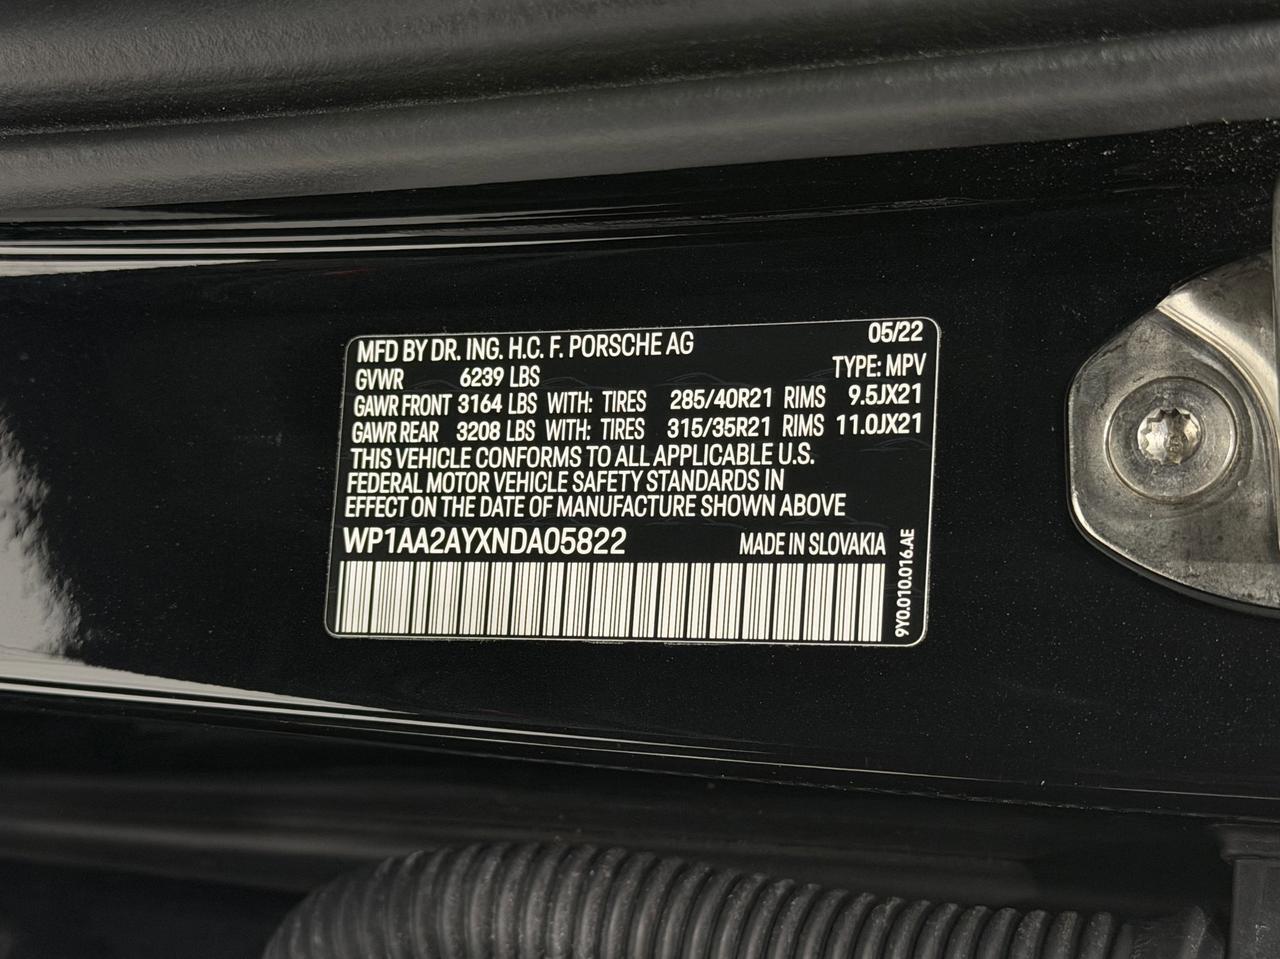 MFD BY DR. ING. H.C. F. PORSCHE AG 05/22
GVWR 6239 LBS TYPE: MPV
GAWR FRONT 3164 LBS WITH: TIRES 285/40R21 RIMS 9.5JX21
GAWR REAR 3208 LBS WITH: TIRES 315/35R21 RIMS 11.0JX21
THIS VEHICLE CONFORMS TO ALL APPLICABLE U.S.
FEDERAL MOTOR VEHICLE SAFETY STANDARDS IN
EFFECT ON THE DATE OF MANUFACTURE SHOWN ABOVE
WP1AA2AYXNDA05822 MADE IN SLOVAKIA
9Y0.010.016.AE